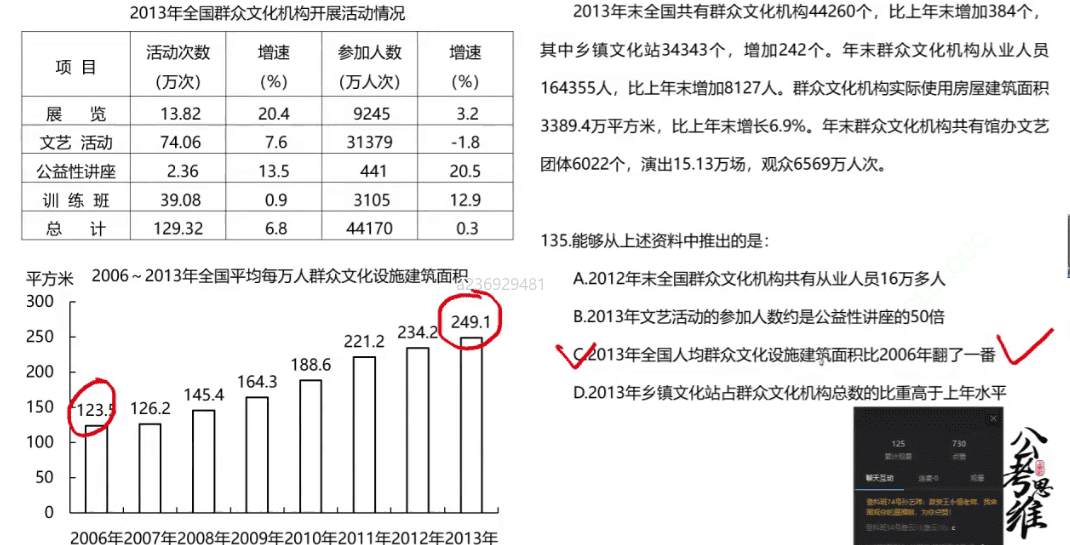 2013年全国群众文化机构开展活动情况
项 目 活动次数(万次) 增速(%) 参加人数(万人次) 增速(%)
展 览 13.82 20.4 9245 3.2
文艺 活动 74.06 7.6 31379 -1.8
公益性讲座 2.36 13.5 441 20.5
训 练 班 39.08 0.9 3105 12.9
总 计 129.32 6.8 44170 0.3
平方米 2006～2013年全国平均每万人群众文化设施建筑面积
a236929481
300
250
200
150
100
50
0
123.5 126.2 145.4 164.3 188.6 221.2 234.2 249.1
2006年2007年2008年2009年2010年2011年2012年2013年
2013年末全国共有群众文化机构44260个，比上年末增加384个，
其中乡镇文化站34343个，增加242个。年末群众文化机构从业人员
164355人，比上年末增加8127人。群众文化机构实际使用房屋建筑面积
3389.4万平方米，比上年末增长6.9%。年末群众文化机构共有馆办文艺
团体6022个，演出15.13万场，观众6569万人次。
135.能够从上述资料中推出的是：
A.2012年末全国群众文化机构共有从业人员16万多人
B.2013年文艺活动的参加人数约是公益性讲座的50倍
C.2013年全国人均群众文化设施建筑面积比2006年翻了一番
D.2013年乡镇文化站占群众文化机构总数的比重高于上年水平
125 730
累计观看 点赞
聊天互动 连麦·0 观看
公考思维